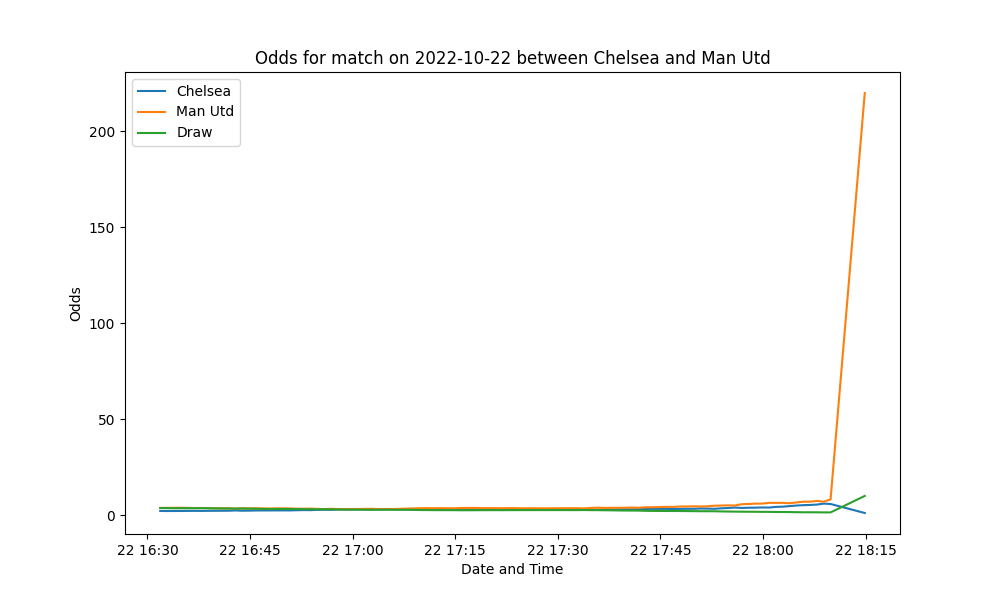 Odds for match on 2022-10-22 between Chelsea and Man Utd
Chelsea
Man Utd
Draw
200
150
100
50
0
Odds
22 16:30 22 16:45 22 17:00 22 17:15 22 17:30 22 17:45 22 18:00 22 18:15
Date and Time